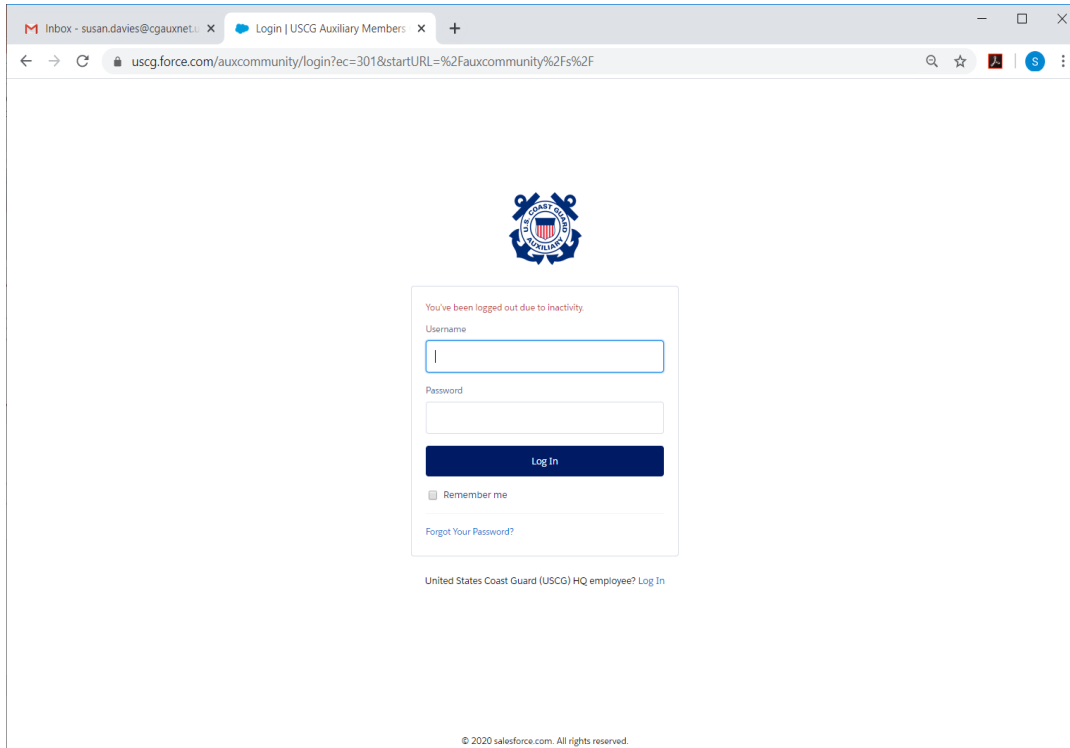 Inbox - susan.davies@cgauxnet.u
Login | USCG Auxiliary Members
uscg.force.com/auxcommunity/login?ec=301&startURL=%2Fauxcommunity%2Fs%2F
S
U.S. COAST GUARD
AUXILIARY
You've been logged out due to inactivity.
Username
Password
Log In
Remember me
Forgot Your Password?
United States Coast Guard (USCG) HQ employee? Log In
© 2020 salesforce.com. All rights reserved.